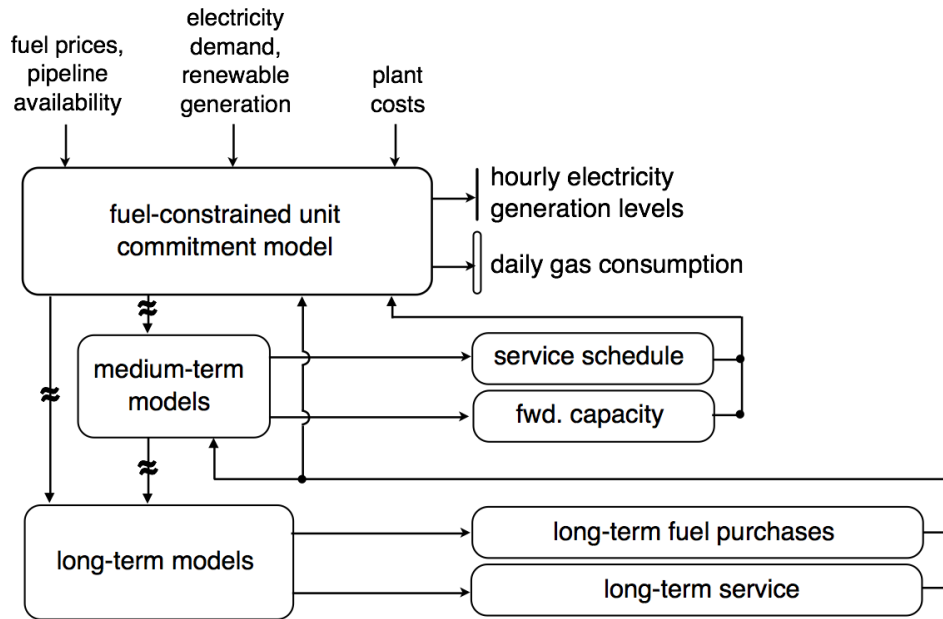 fuel prices,
pipeline
availability
electricity
demand,
renewable
generation
plant
costs
fuel-constrained unit
commitment model
hourly electricity
generation levels
daily gas consumption
medium-term
models
service schedule
fwd. capacity
long-term models
long-term fuel purchases
long-term service